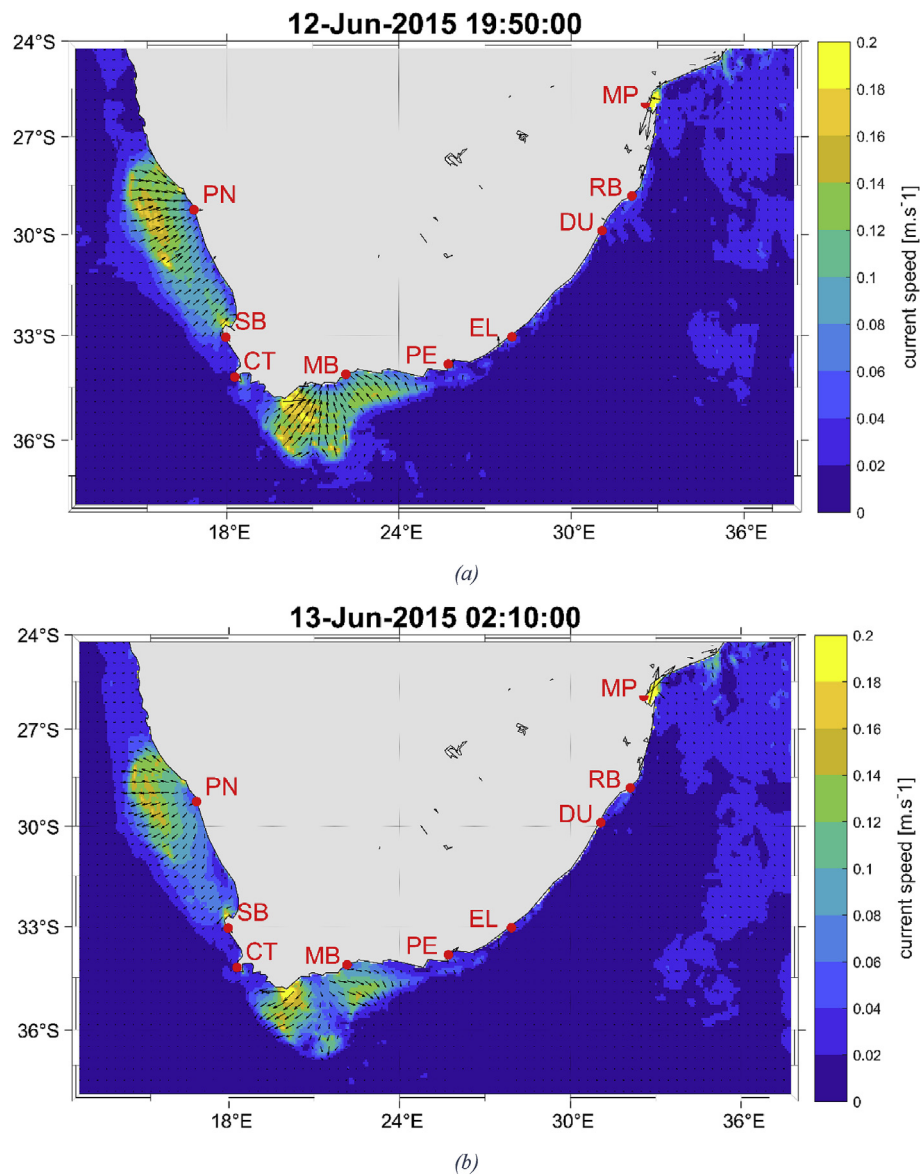 12-Jun-2015 19:50:00
24°S
27°S
30°S
33°S
36°S
18°E
24°E
30°E
36°E
PN
SB
CT
MB
PE
EL
DU
RB
MP
0.2
0.18
0.16
0.14
0.12
0.1
0.08
0.06
0.04
0.02
0
current speed [m.s⁻¹]
(a)
13-Jun-2015 02:10:00
24°S
27°S
30°S
33°S
36°S
18°E
24°E
30°E
36°E
PN
SB
CT
MB
PE
EL
DU
RB
MP
0.2
0.18
0.16
0.14
0.12
0.1
0.08
0.06
0.04
0.02
0
current speed [m.s⁻¹]
(b)